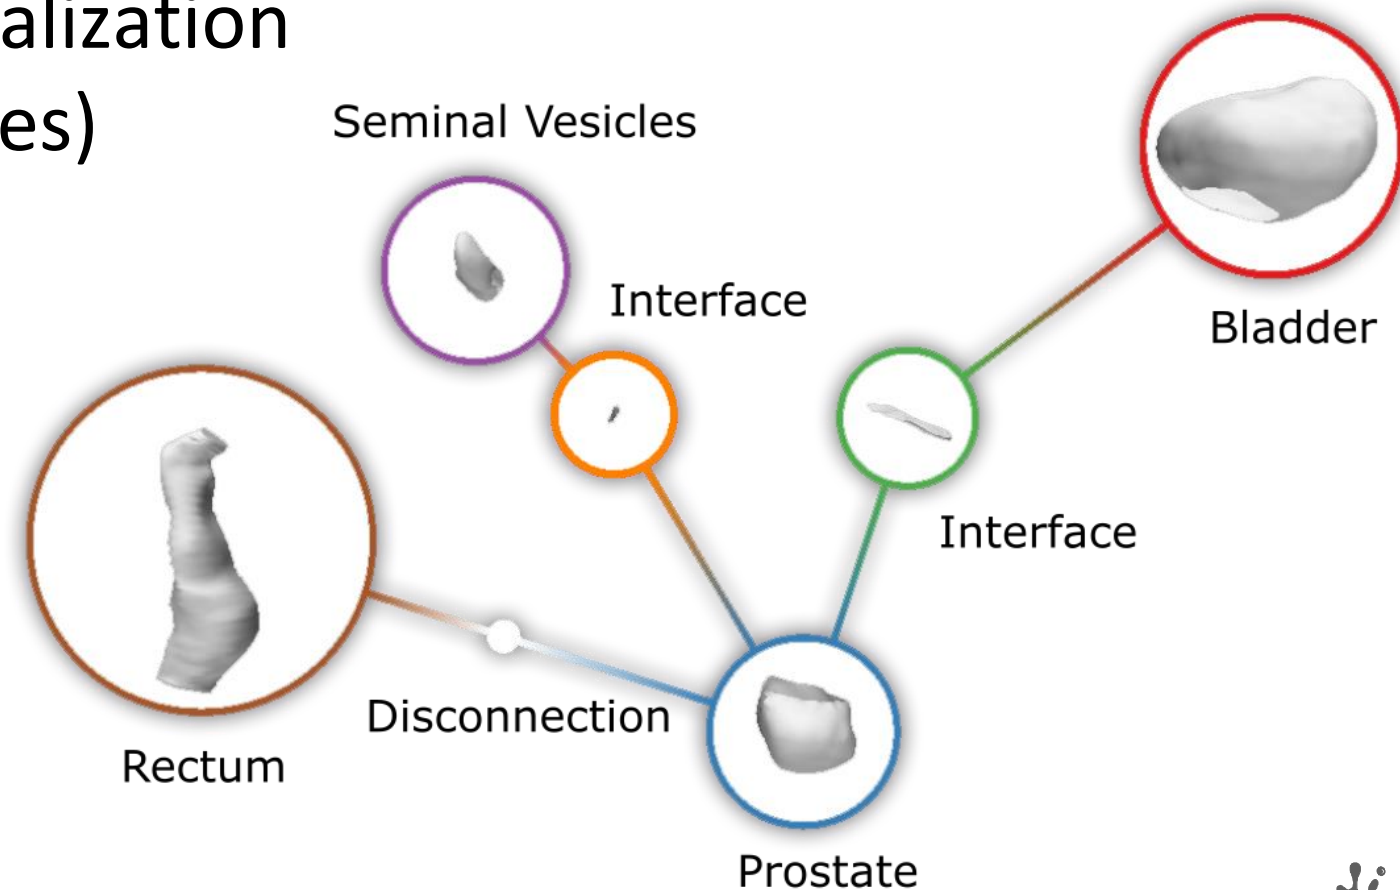 alization
es)
Seminal Vesicles
Interface
Bladder
Interface
Disconnection
Rectum
Prostate